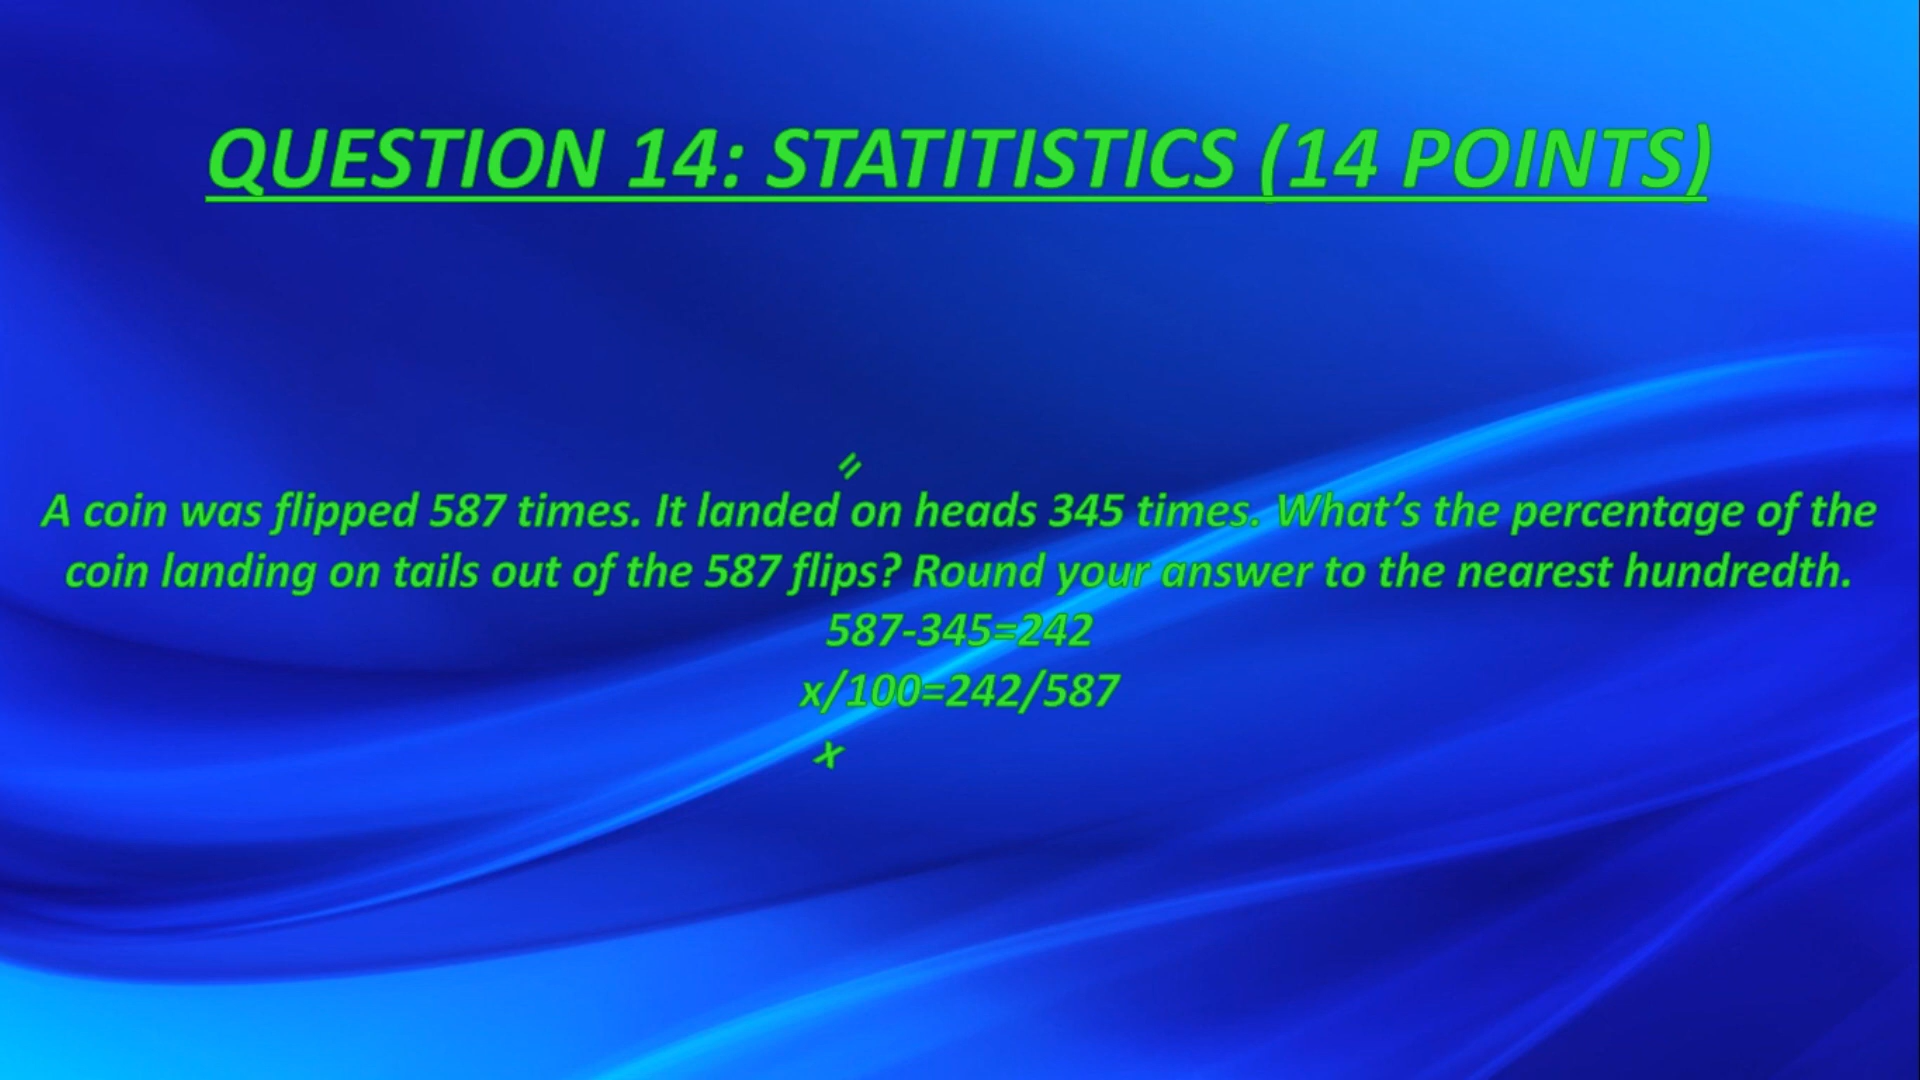 QUESTION 14: STATITISTICS (14 POINTS)
=
A coin was flipped 587 times. It landed on heads 345 times. What’s the percentage of the
coin landing on tails out of the 587 flips? Round your answer to the nearest hundredth.
587-345=242
x/100=242/587
x